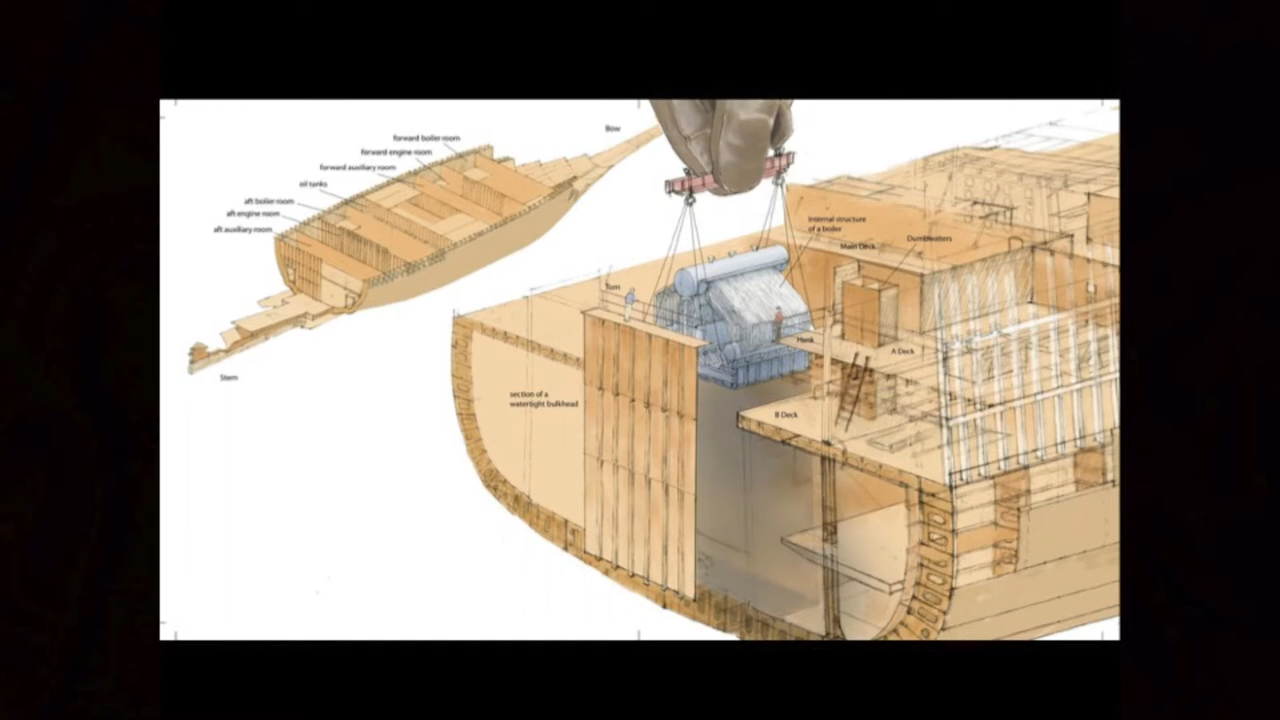 Bow
forward boiler room
forward engine room
forward auxiliary room
oil tanks
aft boiler room
aft engine room
aft auxiliary room
Stern
internal structure
of a boiler
Main Deck
Dumbwaiters
Tom
Hank
A Deck
section of a
watertight bulkhead
B Deck